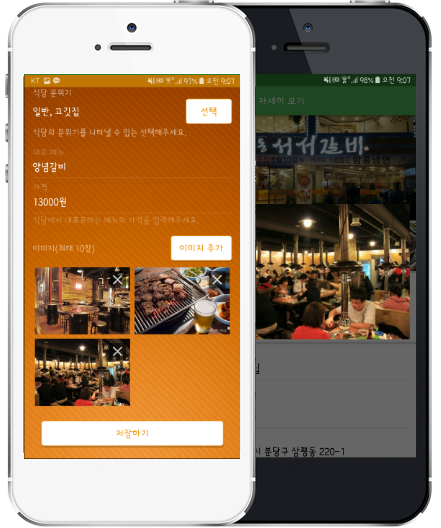 KT 97% 오전 9:07
식당 분위기
일반, 고깃집
선택
식당의 분위기를 나타낼 수 있는 선택해주세요.
대표 메뉴
양념갈비
가격
13000원
식당에서 대표로하는 메뉴와 가격을 입력해주세요.
이미지(최대 10장)
이미지 추가
저장하기
98% 오전 9:07
자세히 보기
동서서갈비.
집
시 분당구 삼평동 220-1